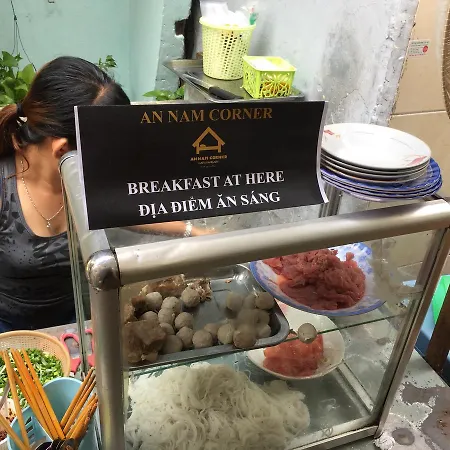 AN NAM CORNER
AN NAM CORNER
BREAKFAST AT HERE
ĐỊA ĐIỂM ĂN SÁNG